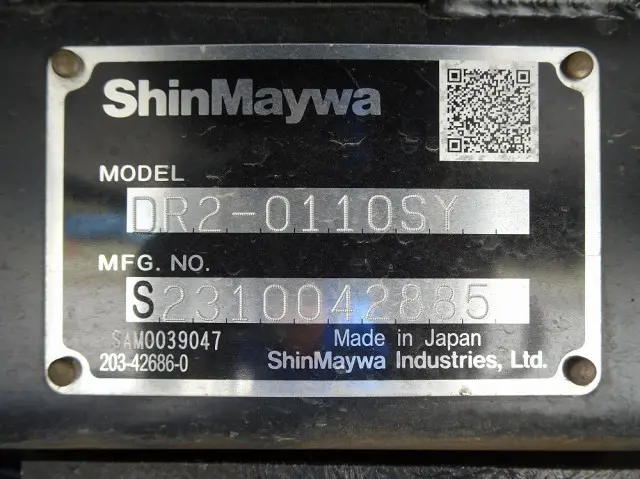 ShinMaywa
MODEL
DR2-0110SY
MFG. NO.
S2310042885
SAM0039047
Made in Japan
203-42686-0
ShinMaywa Industries, Ltd.